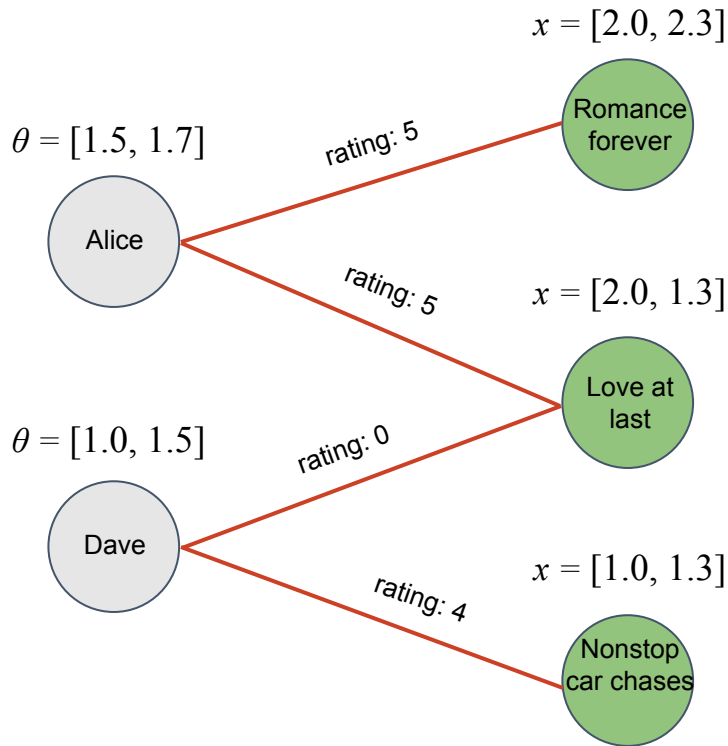 x = [2.0, 2.3]
Romance
forever
rating: 5
θ = [1.5, 1.7]
Alice
rating: 5
x = [2.0, 1.3]
Love at
last
rating: 0
θ = [1.0, 1.5]
Dave
x = [1.0, 1.3]
rating: 4
Nonstop
car chases